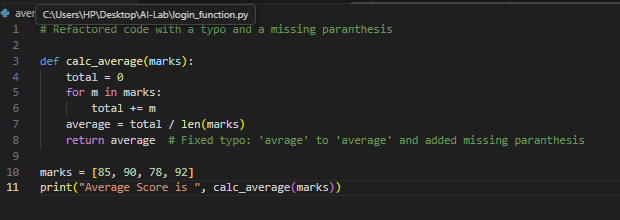 aver C:\Users\HP\Desktop\AI-Lab\login_function.py
1 # Refactored code with a typo and a missing paranthesis
2
3 def calc_average(marks):
4     total = 0
5     for m in marks:
6         total += m
7     average = total / len(marks)
8     return average  # Fixed typo: 'avrage' to 'average' and added missing paranthesis
9
10 marks = [85, 90, 78, 92]
11 print("Average Score is ", calc_average(marks))